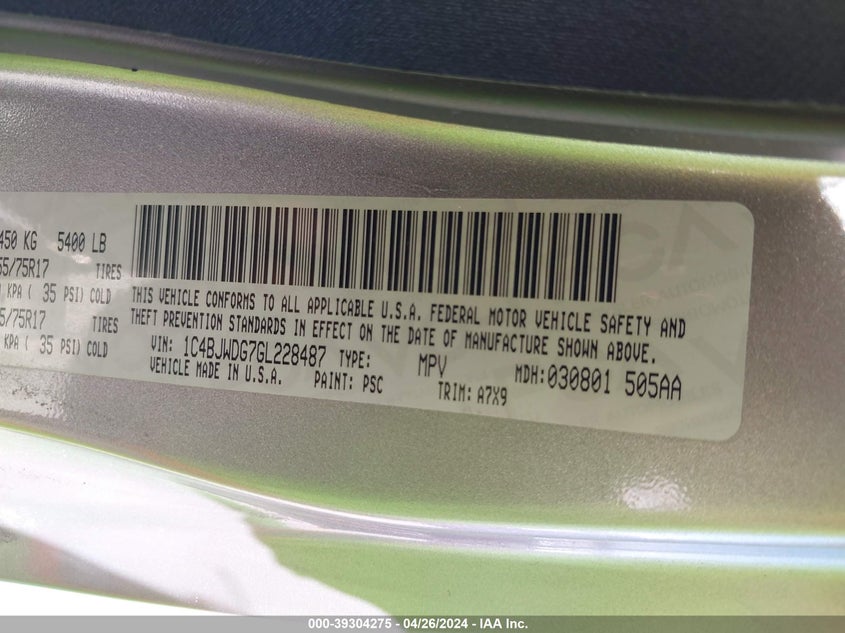 450 KG 5400 LB
55/75R17 TIRES
KPA ( 35 PSI) COLD
5/75R17 TIRES
KPA ( 35 PSI) COLD
THIS VEHICLE CONFORMS TO ALL APPLICABLE U.S.A. FEDERAL MOTOR VEHICLE SAFETY AND
THEFT PREVENTION STANDARDS IN EFFECT ON THE DATE OF MANUFACTURE SHOWN ABOVE.
VIN: 1C4BJWDG7GL228487 TYPE: MPV MDH:030801 505AA
VEHICLE MADE IN U.S.A. PAINT: PSC TRIM: A7X9
000-39304275 - 04/26/2024 - IAA Inc.